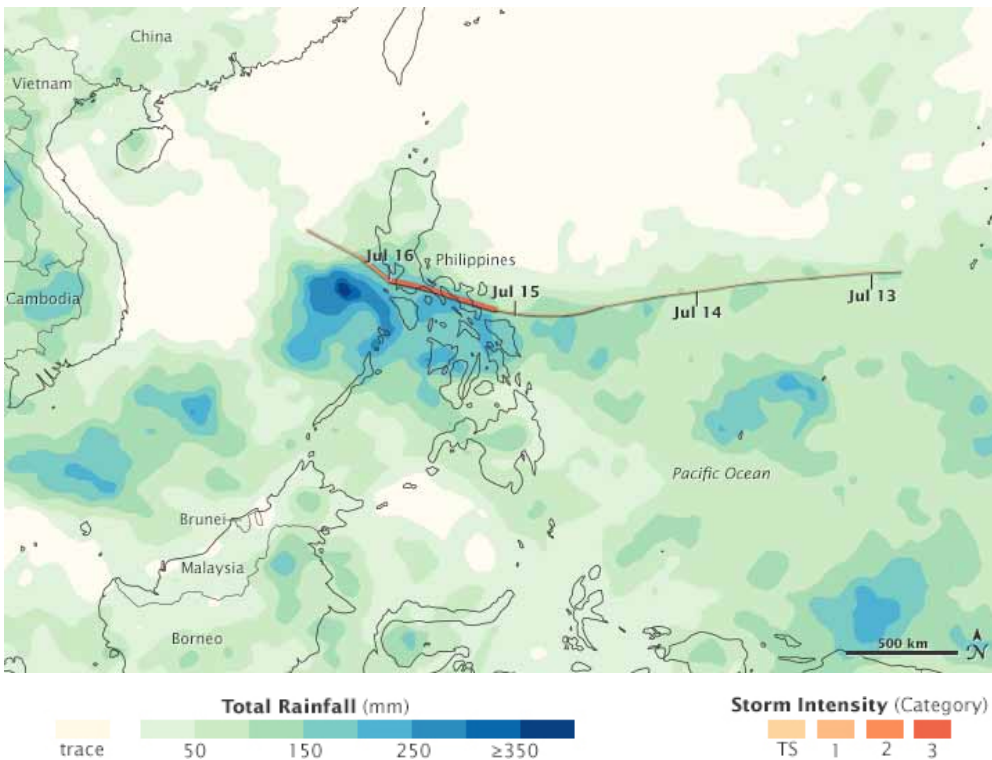 China
Vietnam
Jul 16
Philippines
Jul 15
Cambodia
Jul 14
Jul 13
Pacific Ocean
Brunei
Malaysia
Borneo
500 km
N
Total Rainfall (mm)
trace
50
150
250
≥350
Storm Intensity (Category)
TS
1
2
3